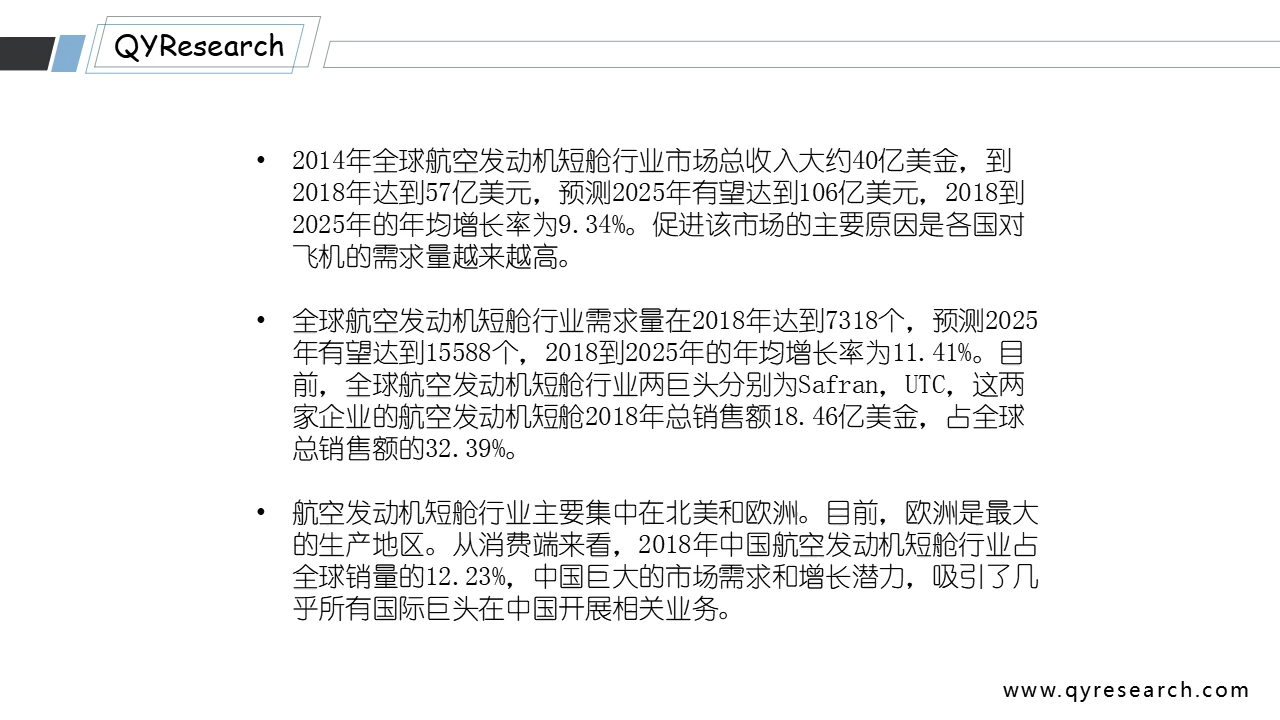 QYResearch
• 2014年全球航空发动机短舱行业市场总收入大约40亿美金，到
2018年达到57亿美元，预测2025年有望达到106亿美元，2018到
2025年的年均增长率为9.34%。促进该市场的主要原因是各国对
飞机的需求量越来越高。
• 全球航空发动机短舱行业需求量在2018年达到7318个，预测2025
年有望达到15588个，2018到2025年的年均增长率为11.41%。目
前，全球航空发动机短舱行业两巨头分别为Safran，UTC，这两
家企业的航空发动机短舱2018年总销售额18.46亿美金，占全球
总销售额的32.39%。
• 航空发动机短舱行业主要集中在北美和欧洲。目前，欧洲是最大
的生产地区。从消费端来看，2018年中国航空发动机短舱行业占
全球销量的12.23%，中国巨大的市场需求和增长潜力，吸引了几
乎所有国际巨头在中国开展相关业务。
www.qyresearch.com